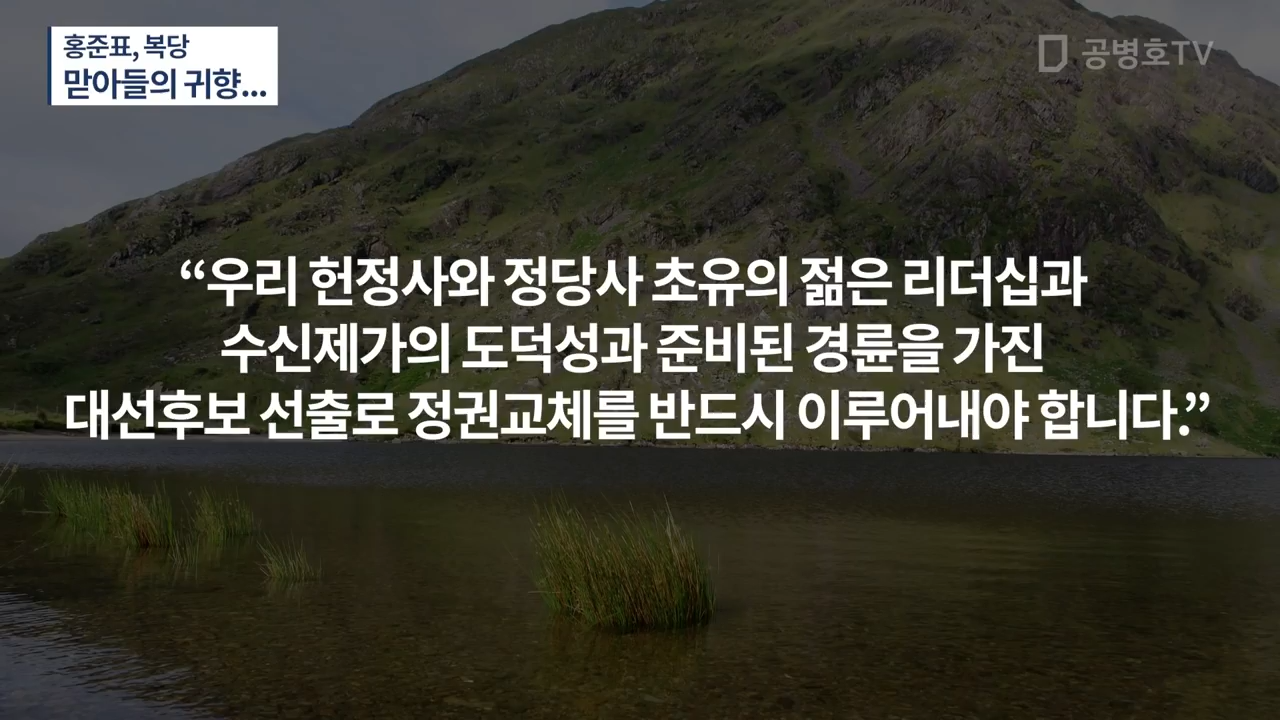 홍준표, 복당
맏아들의 귀향...
공병호TV
“우리 헌정사와 정당사 초유의 젊은 리더십과
수신제가의 도덕성과 준비된 경륜을 가진
대선후보 선출로 정권교체를 반드시 이루어내야 합니다.”